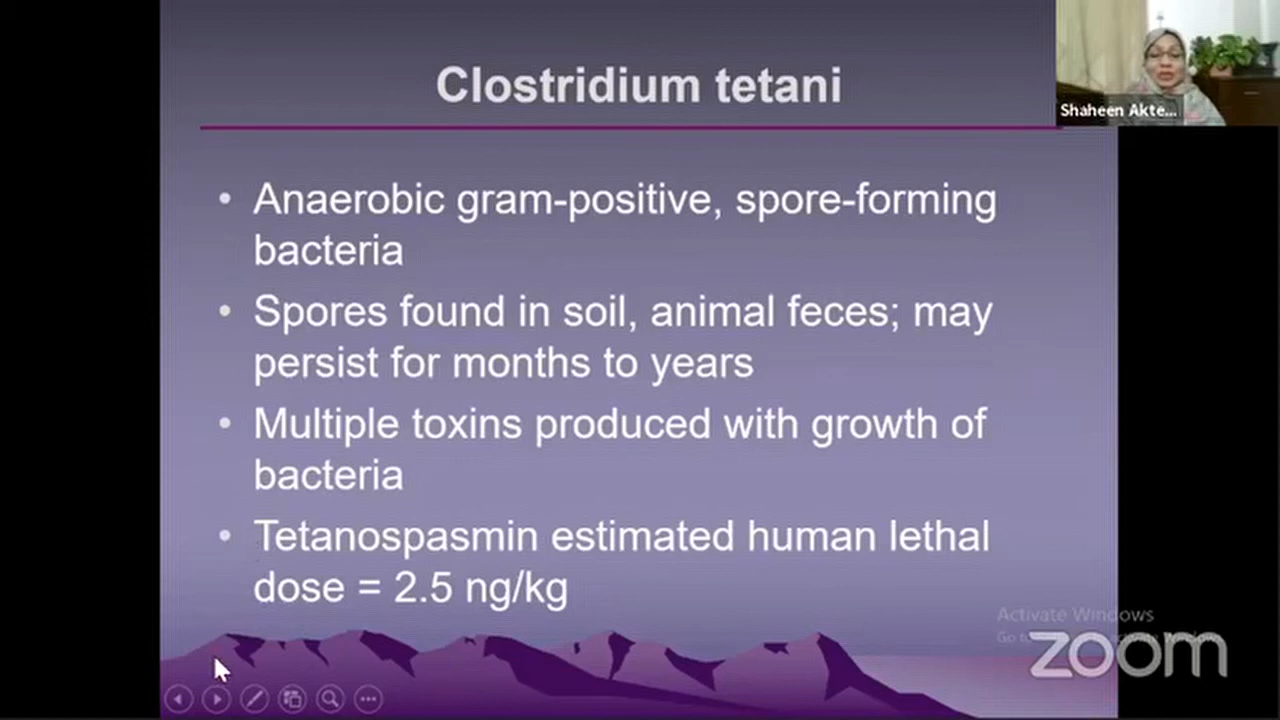 Clostridium tetani
Shaheen Akte...
• Anaerobic gram-positive, spore-forming
bacteria
• Spores found in soil, animal feces; may
persist for months to years
• Multiple toxins produced with growth of
bacteria
• Tetanospasmin estimated human lethal
dose = 2.5 ng/kg
Activate Windows
Go to
zoom